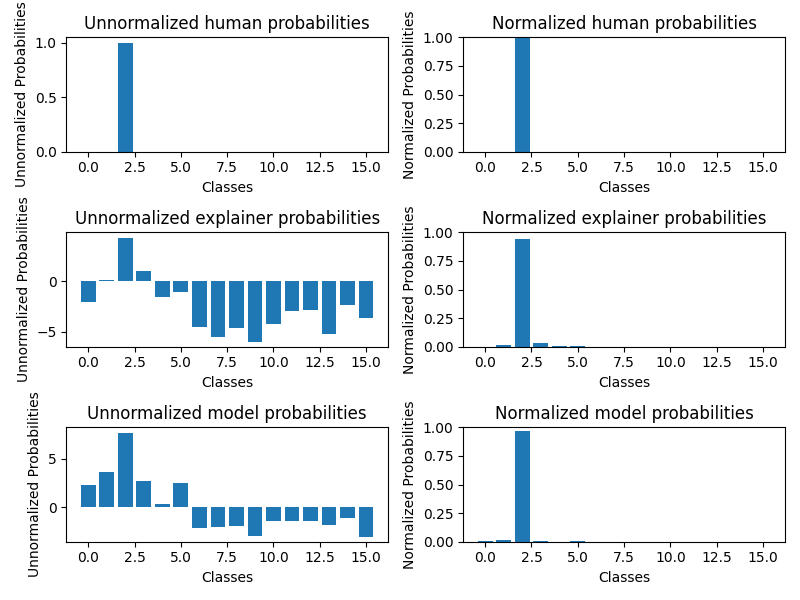 Unnormalized human probabilities
Unnormalized Probabilities
1.0
0.5
0.0
0.0 2.5 5.0 7.5 10.0 12.5 15.0
Classes
Normalized human probabilities
Normalized Probabilities
1.00
0.75
0.50
0.25
0.00
0.0 2.5 5.0 7.5 10.0 12.5 15.0
Classes
Unnormalized explainer probabilities
Unnormalized Probabilities
0
−5
0.0 2.5 5.0 7.5 10.0 12.5 15.0
Classes
Normalized explainer probabilities
Normalized Probabilities
1.00
0.75
0.50
0.25
0.00
0.0 2.5 5.0 7.5 10.0 12.5 15.0
Classes
Unnormalized model probabilities
Unnormalized Probabilities
5
0
0.0 2.5 5.0 7.5 10.0 12.5 15.0
Classes
Normalized model probabilities
Normalized Probabilities
1.00
0.75
0.50
0.25
0.00
0.0 2.5 5.0 7.5 10.0 12.5 15.0
Classes